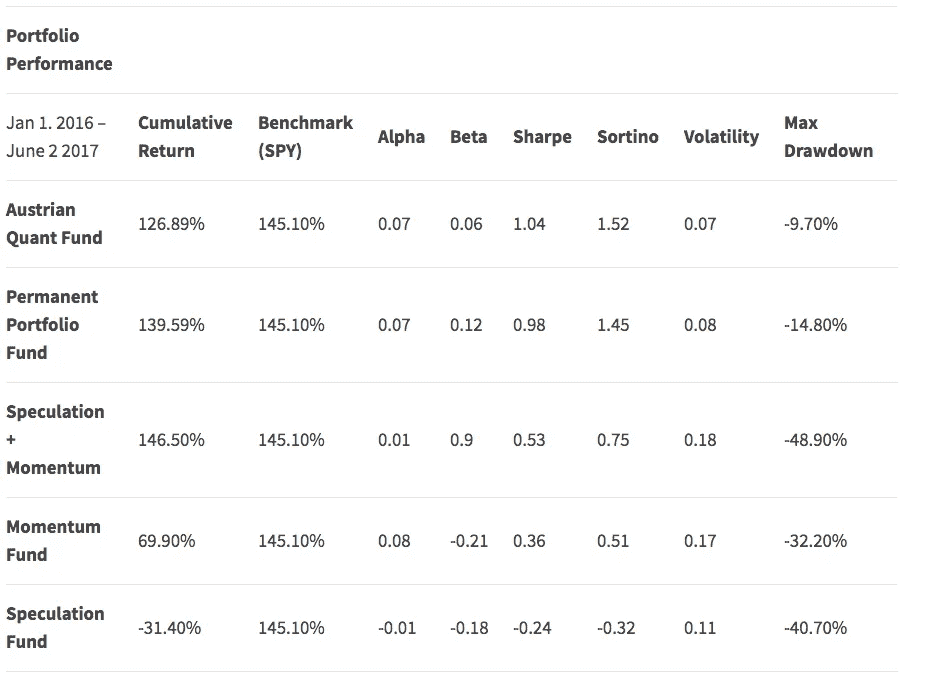 Portfolio
Performance
Jan 1. 2016 –
June 2 2017
Cumulative
Return
Benchmark
(SPY)
Alpha
Beta
Sharpe
Sortino
Volatility
Max
Drawdown
Austrian
Quant Fund
126.89% 145.10% 0.07 0.06 1.04 1.52 0.07 -9.70%
Permanent
Portfolio
Fund
139.59% 145.10% 0.07 0.12 0.98 1.45 0.08 -14.80%
Speculation
+
Momentum
146.50% 145.10% 0.01 0.9 0.53 0.75 0.18 -48.90%
Momentum
Fund
69.90% 145.10% 0.08 -0.21 0.36 0.51 0.17 -32.20%
Speculation
Fund
-31.40% 145.10% -0.01 -0.18 -0.24 -0.32 0.11 -40.70%